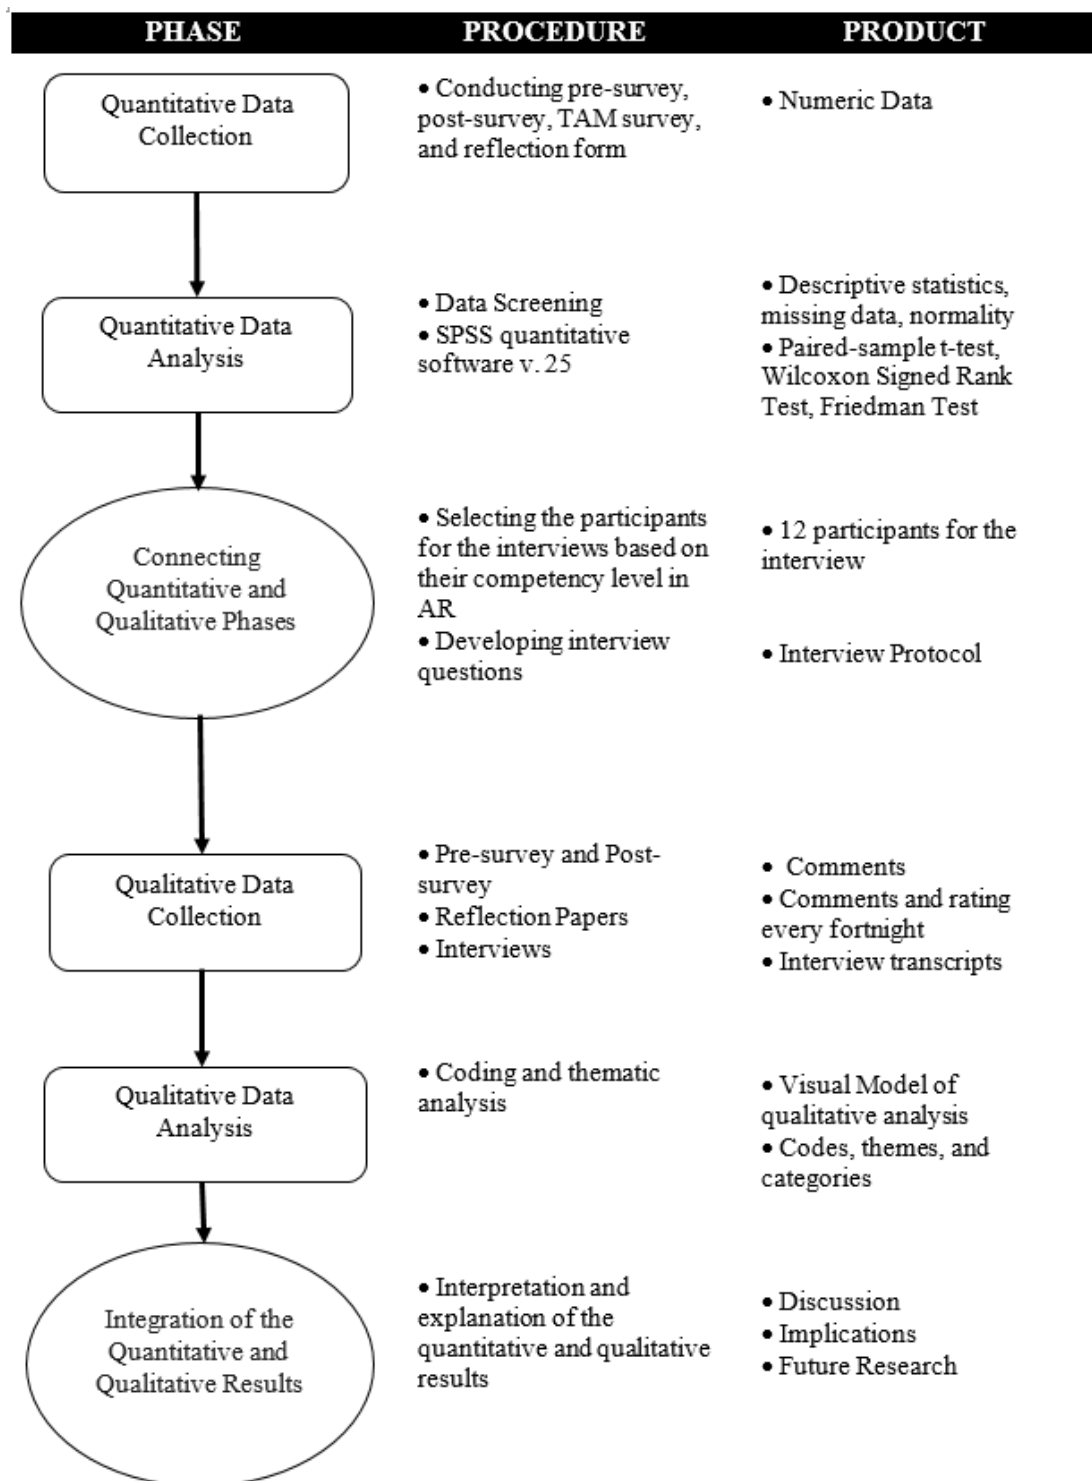 PHASE PROCEDURE PRODUCT
Quantitative Data
Collection
• Conducting pre-survey,
post-survey, TAM survey,
and reflection form
• Numeric Data
Quantitative Data
Analysis
• Data Screening
• SPSS quantitative
software v. 25
• Descriptive statistics,
missing data, normality
• Paired-sample t-test,
Wilcoxon Signed Rank
Test, Friedman Test
Connecting
Quantitative and
Qualitative Phases
• Selecting the participants
for the interviews based on
their competency level in
AR
• Developing interview
questions
• 12 participants for the
interview
• Interview Protocol
Qualitative Data
Collection
• Pre-survey and Post-
survey
• Reflection Papers
• Interviews
• Comments
• Comments and rating
every fortnight
• Interview transcripts
Qualitative Data
Analysis
• Coding and thematic
analysis
• Visual Model of
qualitative analysis
• Codes, themes, and
categories
Integration of the
Quantitative and
Qualitative Results
• Interpretation and
explanation of the
quantitative and qualitative
results
• Discussion
• Implications
• Future Research